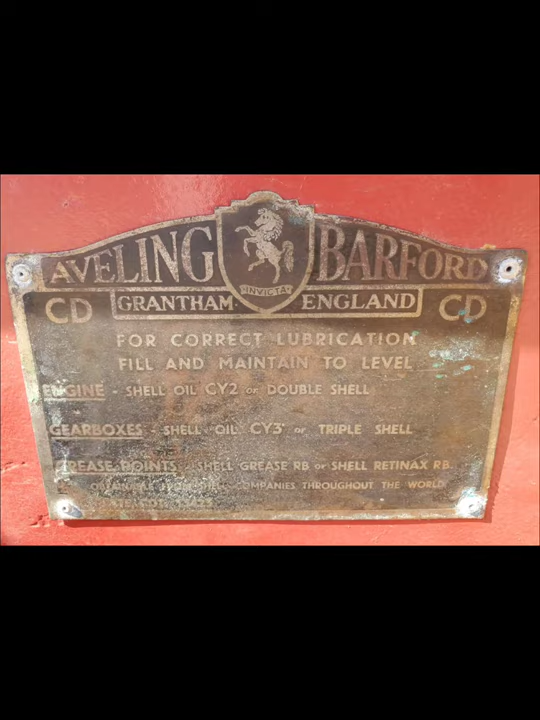 AVELING BARFORD
INVICTA
CD GRANTHAM ENGLAND CD
FOR CORRECT LUBRICATION
FILL AND MAINTAIN TO LEVEL
ENGINE - SHELL OIL CY2 or DOUBLE SHELL
GEARBOXES - SHELL OIL CY3 or TRIPLE SHELL
GREASE POINTS - SHELL GREASE RB or SHELL RETINAX RB
OBTAINABLE FROM SHELL COMPANIES THROUGHOUT THE WORLD